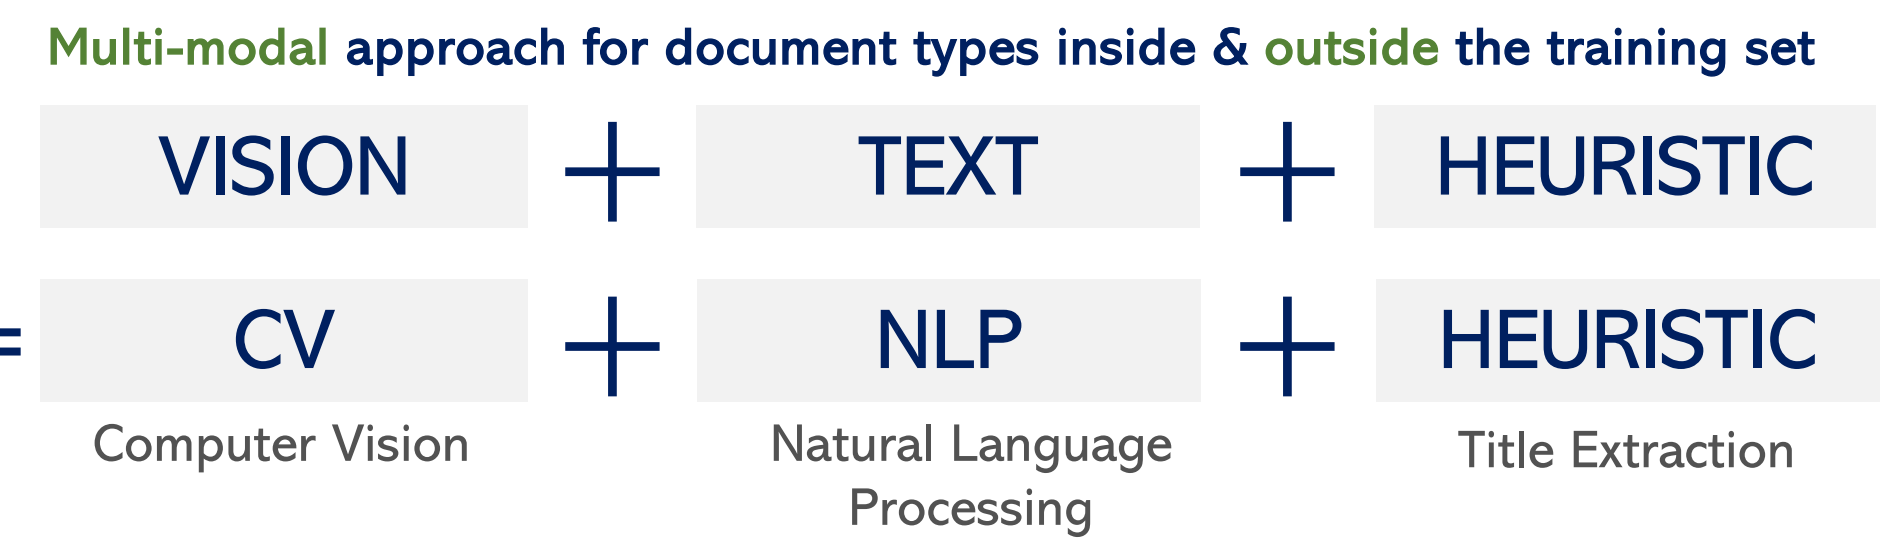 Multi-modal approach for document types inside & outside the training set
VISION + TEXT + HEURISTIC
= CV + NLP + HEURISTIC
Computer Vision
Natural Language
Processing
Title Extraction